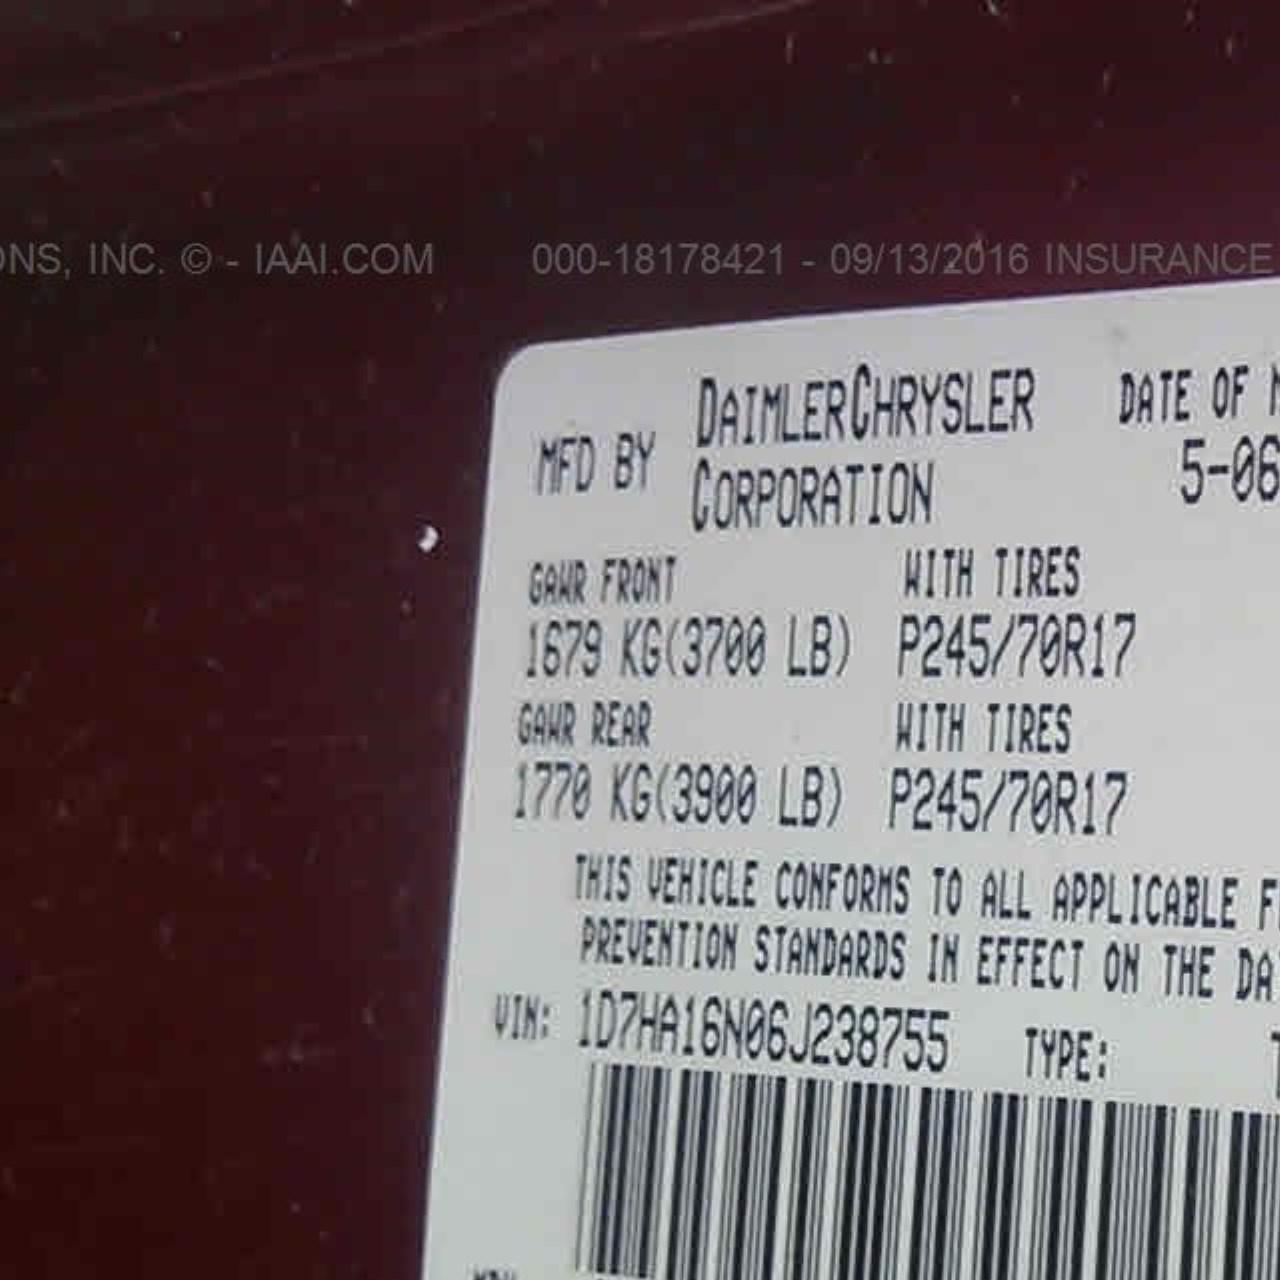 ONS, INC. © - IAAI.COM 000-18178421 - 09/13/2016 INSURANCE
MFD BY DAIMLERCHRYSLER CORPORATION
DATE OF
5-06
GAWR FRONT WITH TIRES
1679 KG(3700 LB) P245/70R17
GAWR REAR WITH TIRES
1770 KG(3900 LB) P245/70R17
THIS VEHICLE CONFORMS TO ALL APPLICABLE F
PREVENTION STANDARDS IN EFFECT ON THE DA
VIN: 1D7HA16N06J238755 TYPE: